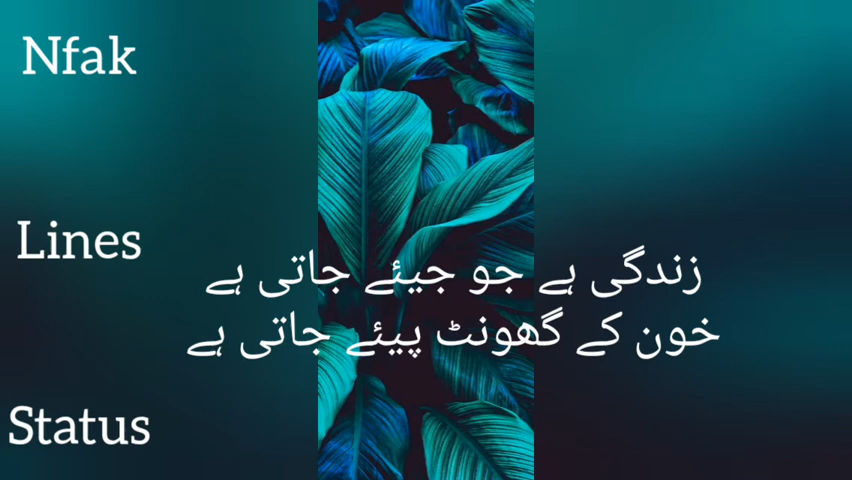 Nfak
Lines
زندگی ہے جو جیئے جاتی ہے
خون کے گھونٹ پیئے جاتی ہے
Status